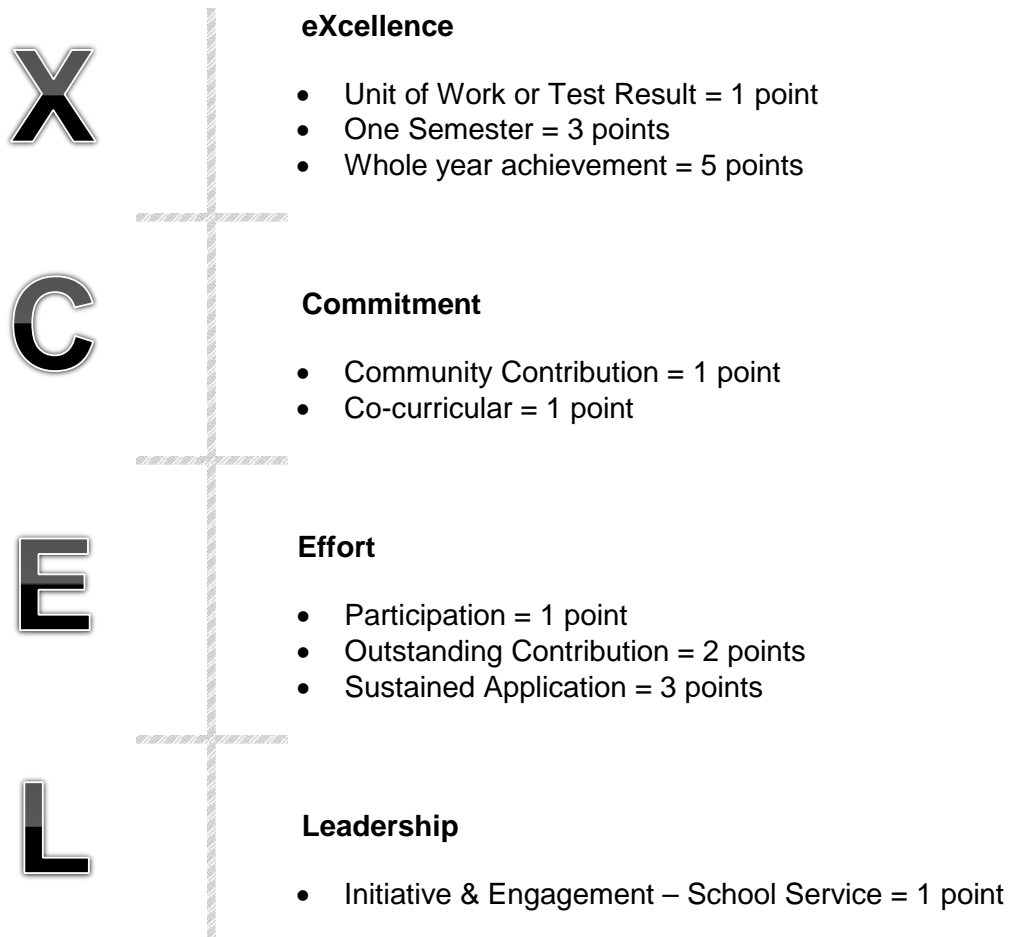 X
eXcellence
• Unit of Work or Test Result = 1 point
• One Semester = 3 points
• Whole year achievement = 5 points
C
Commitment
• Community Contribution = 1 point
• Co-curricular = 1 point
E
Effort
• Participation = 1 point
• Outstanding Contribution = 2 points
• Sustained Application = 3 points
L
Leadership
• Initiative & Engagement – School Service = 1 point